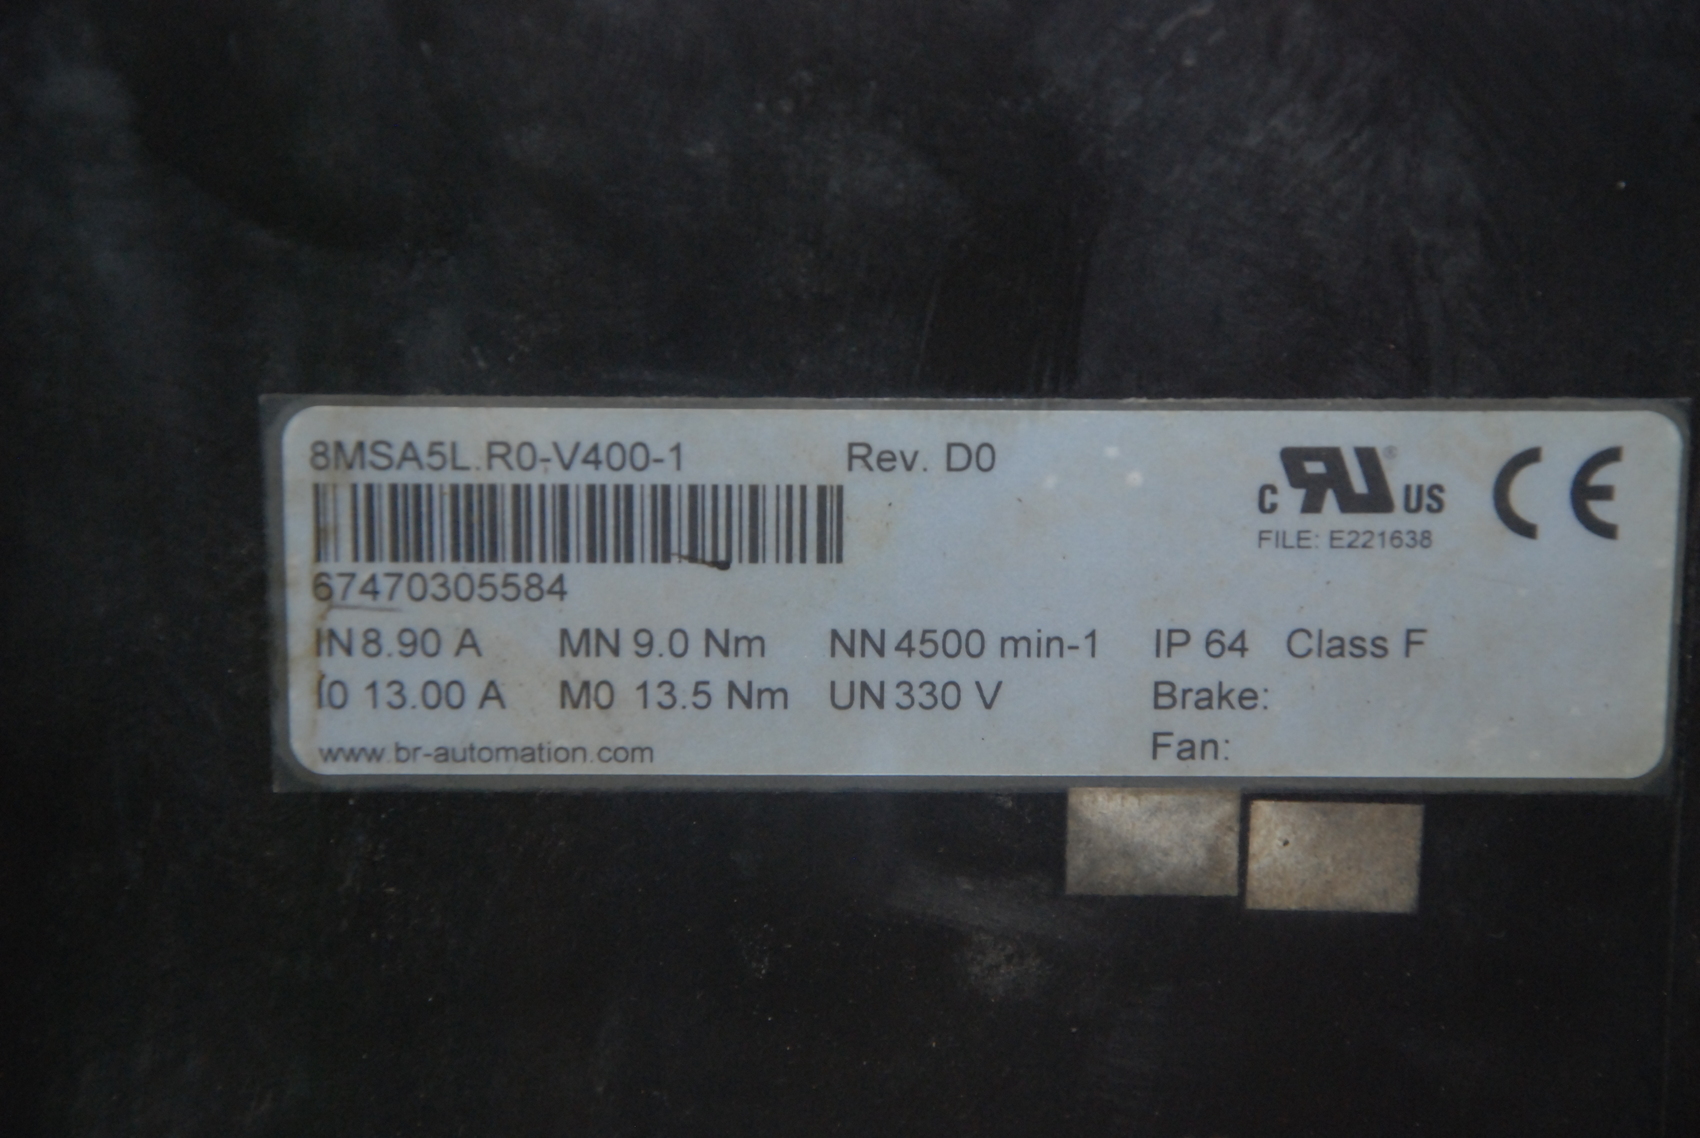 8MSA5L.R0-V400-1 Rev. D0
c RU ® US CE
FILE: E221638
67470305584
IN 8.90 A MN 9.0 Nm NN 4500 min-1 IP 64 Class F
I0 13.00 A M0 13.5 Nm UN 330 V Brake:
www.br-automation.com Fan: